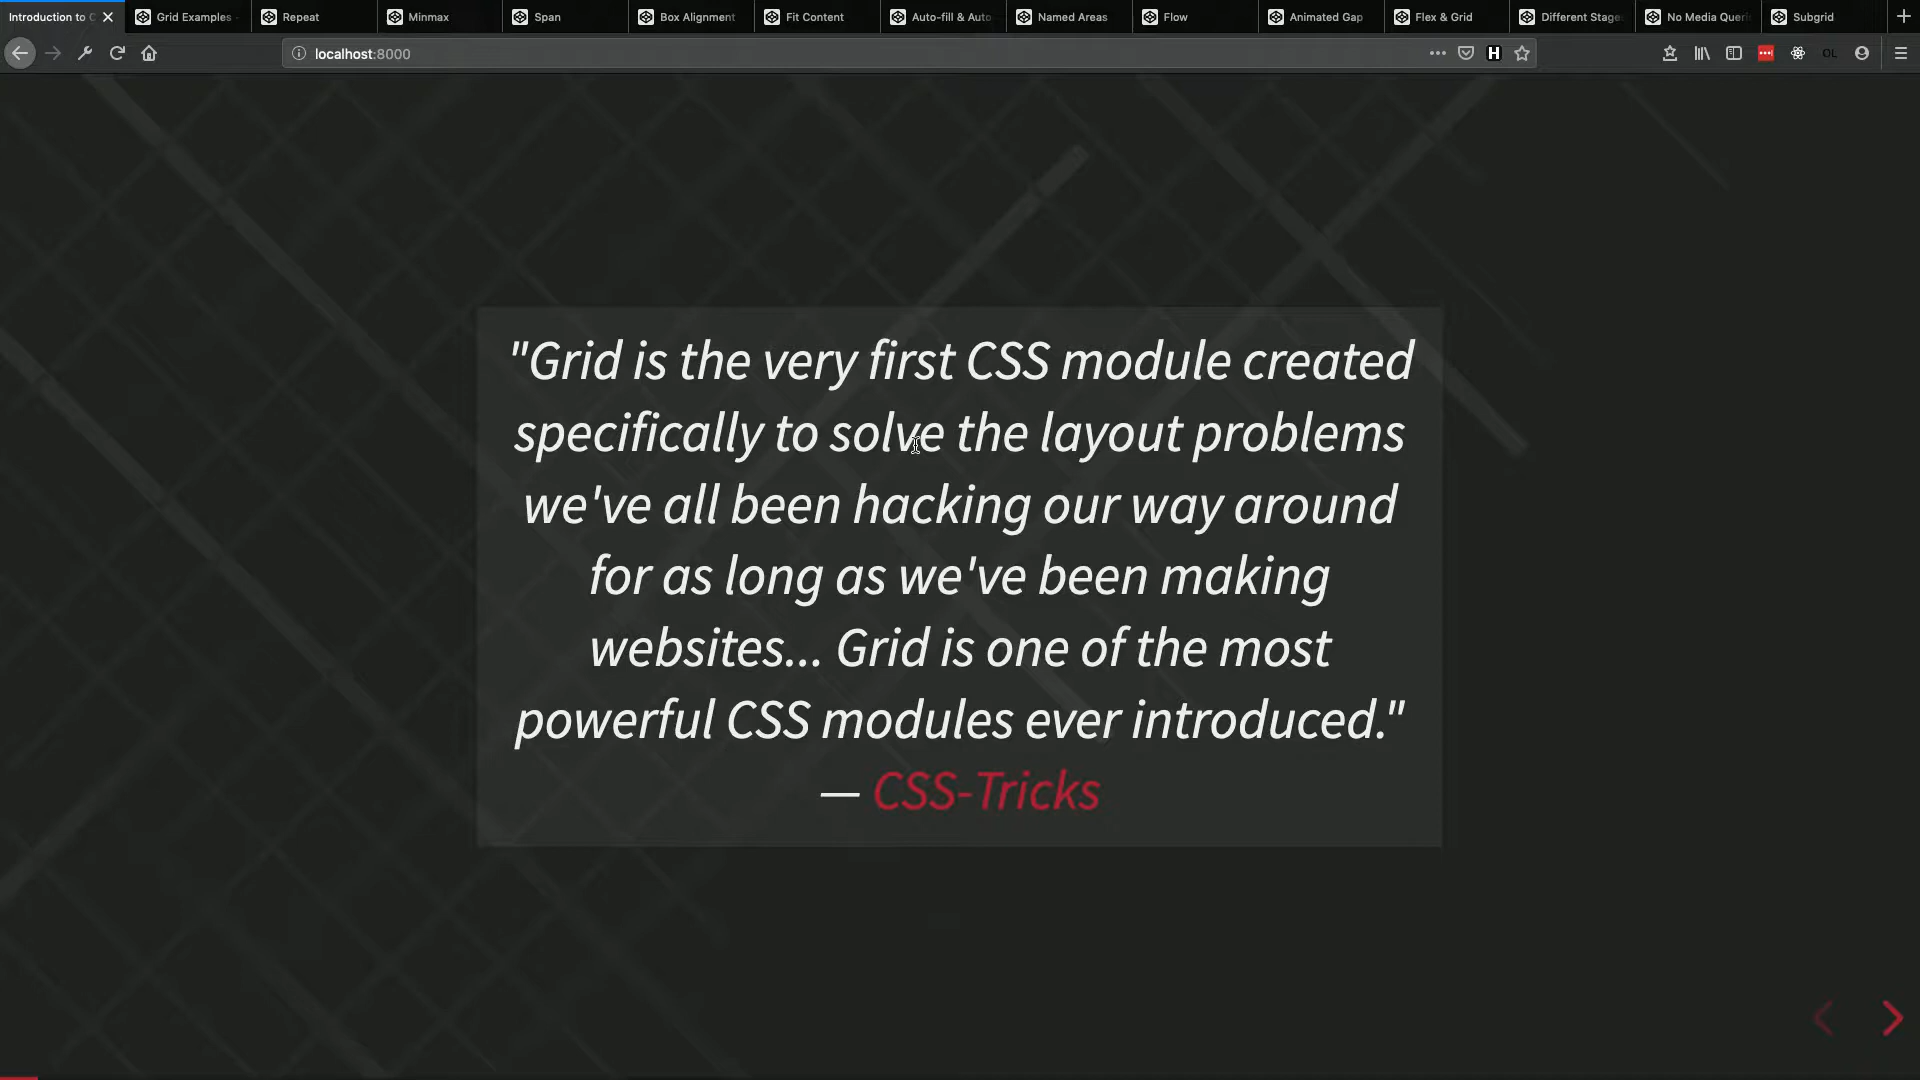 Introduction to C
Grid Examples -
Repeat
Minmax
Span
Box Alignment
Fit Content
Auto-fill & Auto
Named Areas
Flow
Animated Gap
Flex & Grid
Different Stage
No Media Queri
Subgrid
localhost:8000
H
OL
"Grid is the very first CSS module created
specifically to solve the layout problems
we've all been hacking our way around
for as long as we've been making
websites... Grid is one of the most
powerful CSS modules ever introduced."
— CSS-Tricks